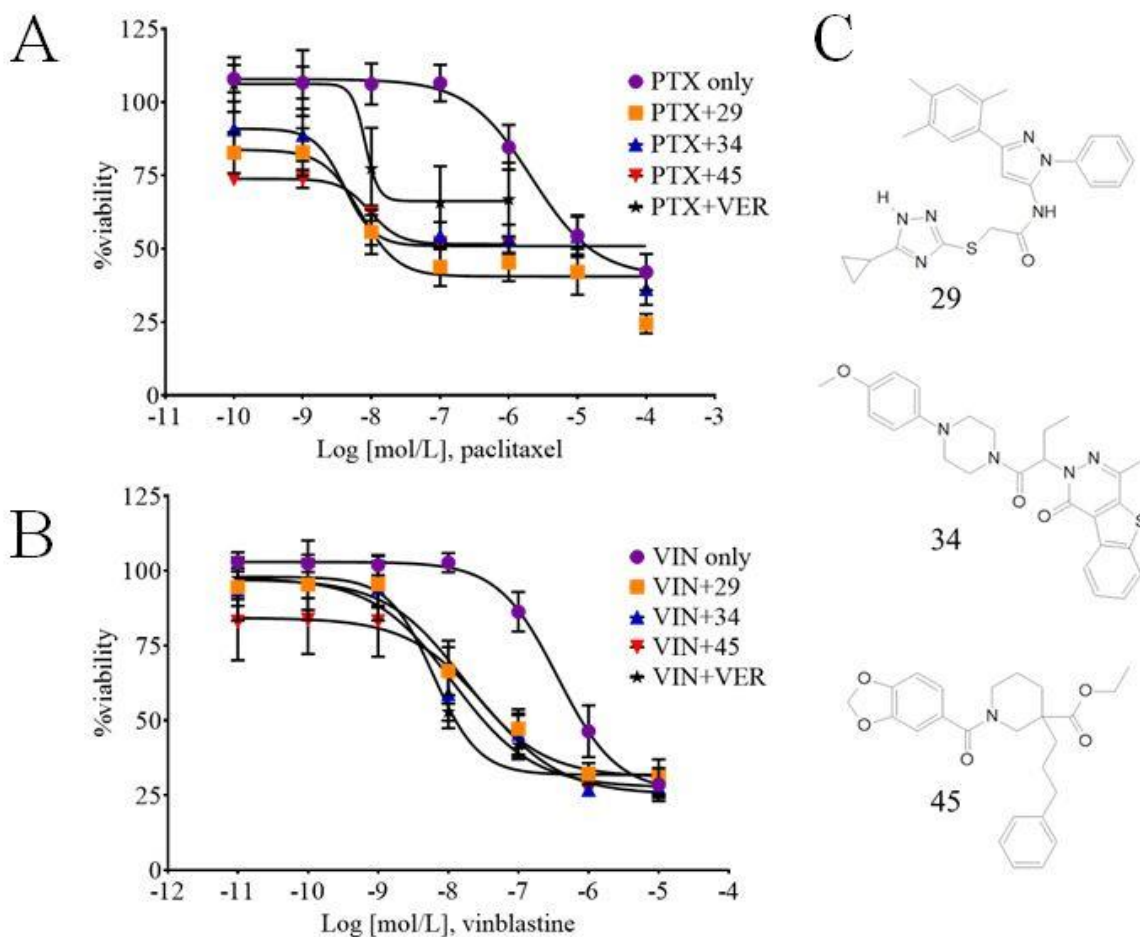 A
125
100
75
50
25
0
%viability
-11 -10 -9 -8 -7 -6 -5 -4 -3
Log [mol/L], paclitaxel
PTX only
PTX+29
PTX+34
PTX+45
PTX+VER
B
125
100
75
50
25
0
%viability
-12 -11 -10 -9 -8 -7 -6 -5 -4
Log [mol/L], vinblastine
VIN only
VIN+29
VIN+34
VIN+45
VIN+VER
C
N
N
H
N N
NH
N S
O
29
O
N
N
N
N
O
O
S
34
O
O
N
O
O
O
45